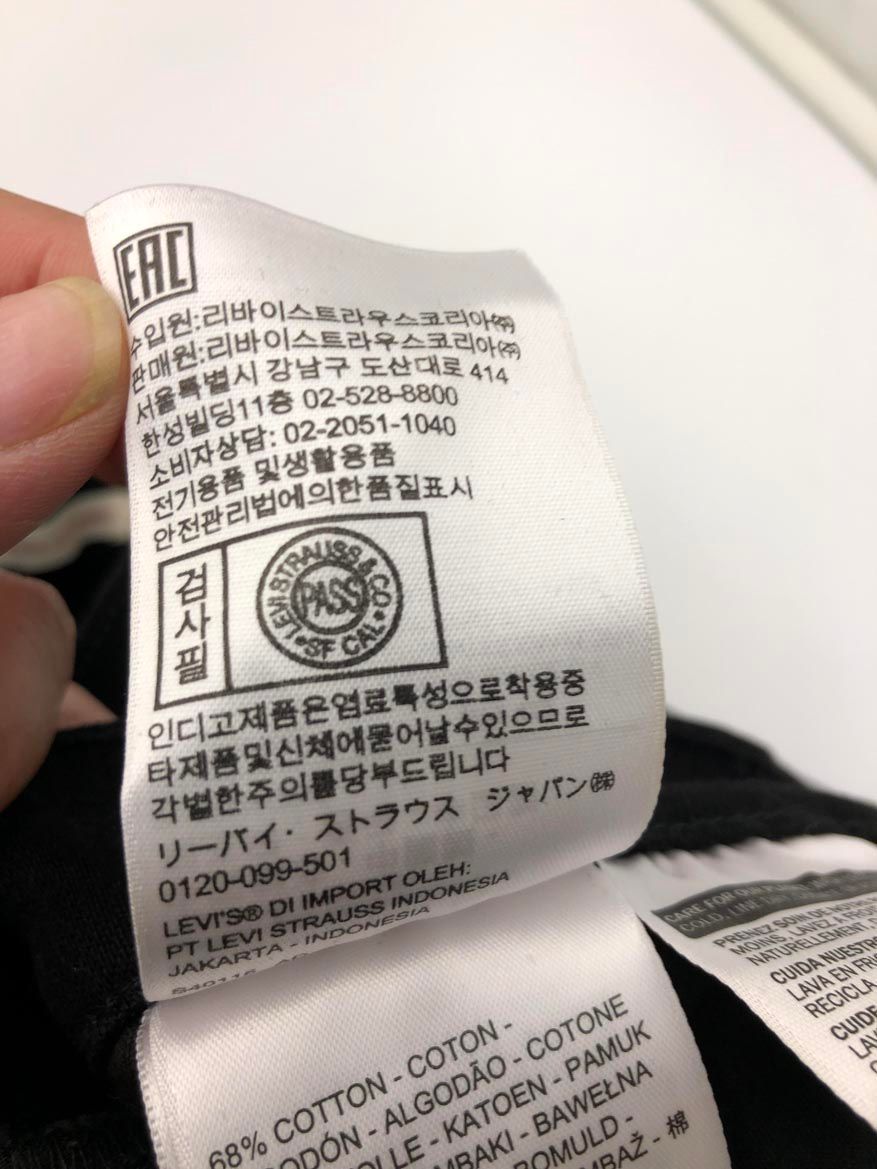 EAC
수입원:리바이스트라우스코리아㈜
판매원:리바이스트라우스코리아㈜
서울특별시 강남구 도산대로 414
한성빌딩11층 02-528-8800
소비자상담: 02-2051-1040
전기용품 및생활용품
안전관리법에의한품질표시
검사필
LEVI STRAUSS & CO
PASS
SF CAL
인디고제품은염료특성으로착용중
타제품및신체에묻어날수있으므로
각별한주의를당부드립니다
リーバイ・ストラウス ジャパン㈱
0120-099-501
LEVI'S® DI IMPORT OLEH:
PT LEVI STRAUSS INDONESIA
JAKARTA - INDONESIA
68% COTTON - COTON -
- ALGODÃO - COTONE
- KATOEN - PAMUK
- BAWEŁNA
- 棉
CARE FOR OUR
COLD, LINE
PRENEZ SOIN DE
MOINS, LAVEZ À
NATURELLEMENT
CUIDA NUESTRO
LAVA EN
RECICLA
CUIDE